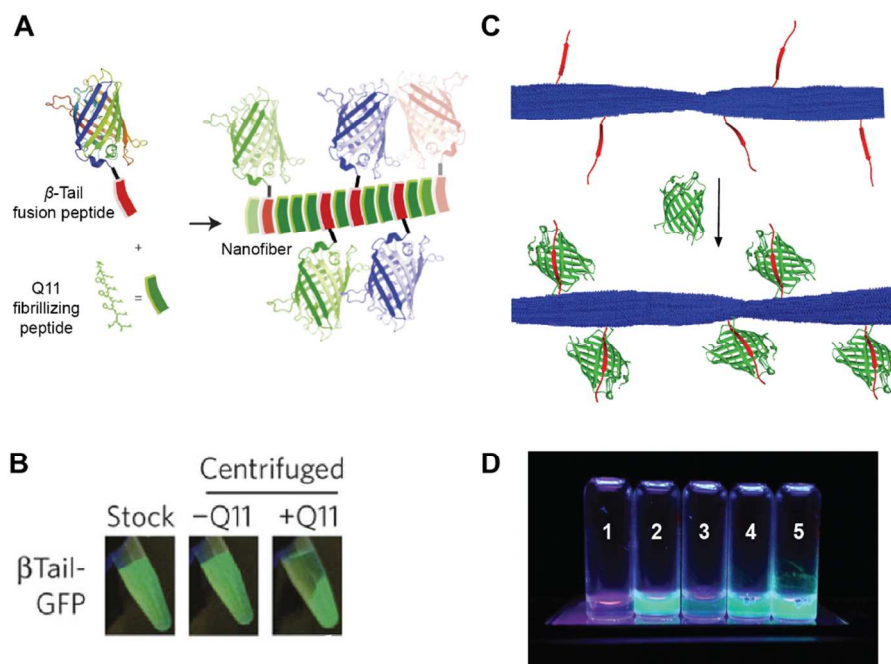 A
β-Tail
fusion peptide
+
Q11
fibrillizing
peptide
=
Nanofiber
B
Centrifuged
Stock
−Q11
+Q11
βTail-
GFP
C
D
1
2
3
4
5